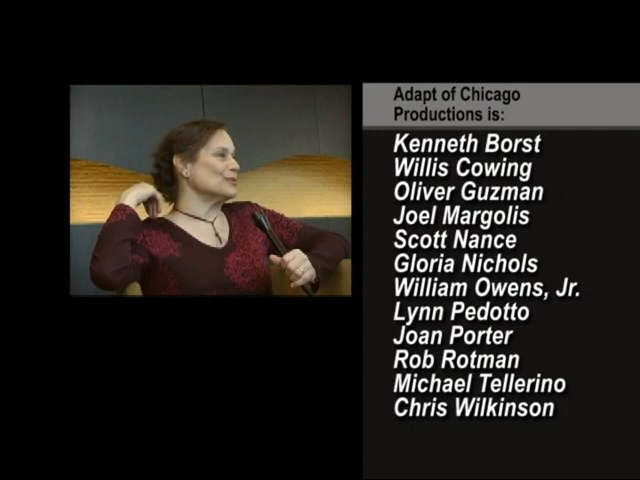 Adapt of Chicago
Productions is:
Kenneth Borst
Willis Cowing
Oliver Guzman
Joel Margolis
Scott Nance
Gloria Nichols
William Owens, Jr.
Lynn Pedotto
Joan Porter
Rob Rotman
Michael Tellerino
Chris Wilkinson